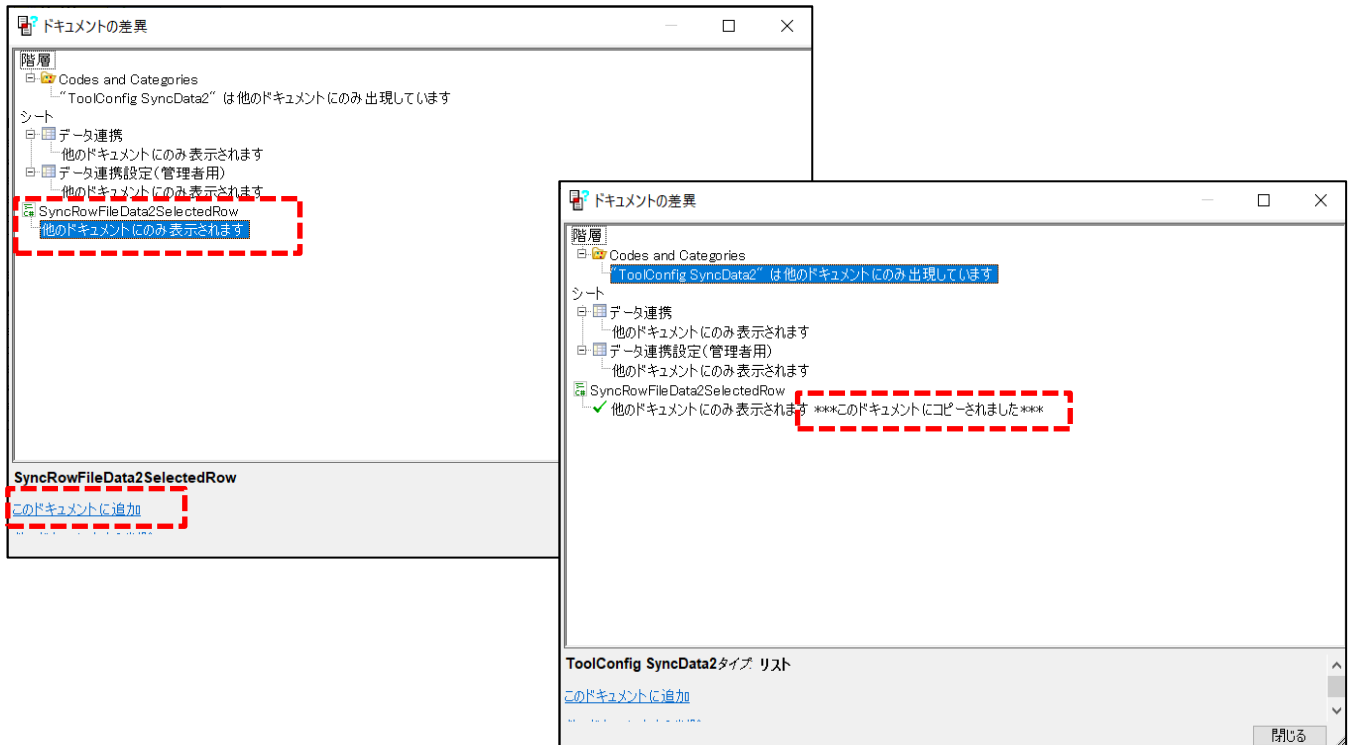 ドキュメントの差異
階層
Codes and Categories
"ToolConfig SyncData2" は他のドキュメントにのみ出現しています
シート
データ連携
他のドキュメントにのみ表示されます
データ連携設定(管理者用)
他のドキュメントにのみ表示されます
SyncRowFileData2SelectedRow
他のドキュメントにのみ表示されます
SyncRowFileData2SelectedRow
このドキュメントに追加
ドキュメントの差異
階層
Codes and Categories
"ToolConfig SyncData2" は他のドキュメントにのみ出現しています
シート
データ連携
他のドキュメントにのみ表示されます
データ連携設定(管理者用)
他のドキュメントにのみ表示されます
SyncRowFileData2SelectedRow
他のドキュメントにのみ表示されます ***このドキュメントにコピーされました***
ToolConfig SyncData2タイプ: リスト
このドキュメントに追加
閉じる